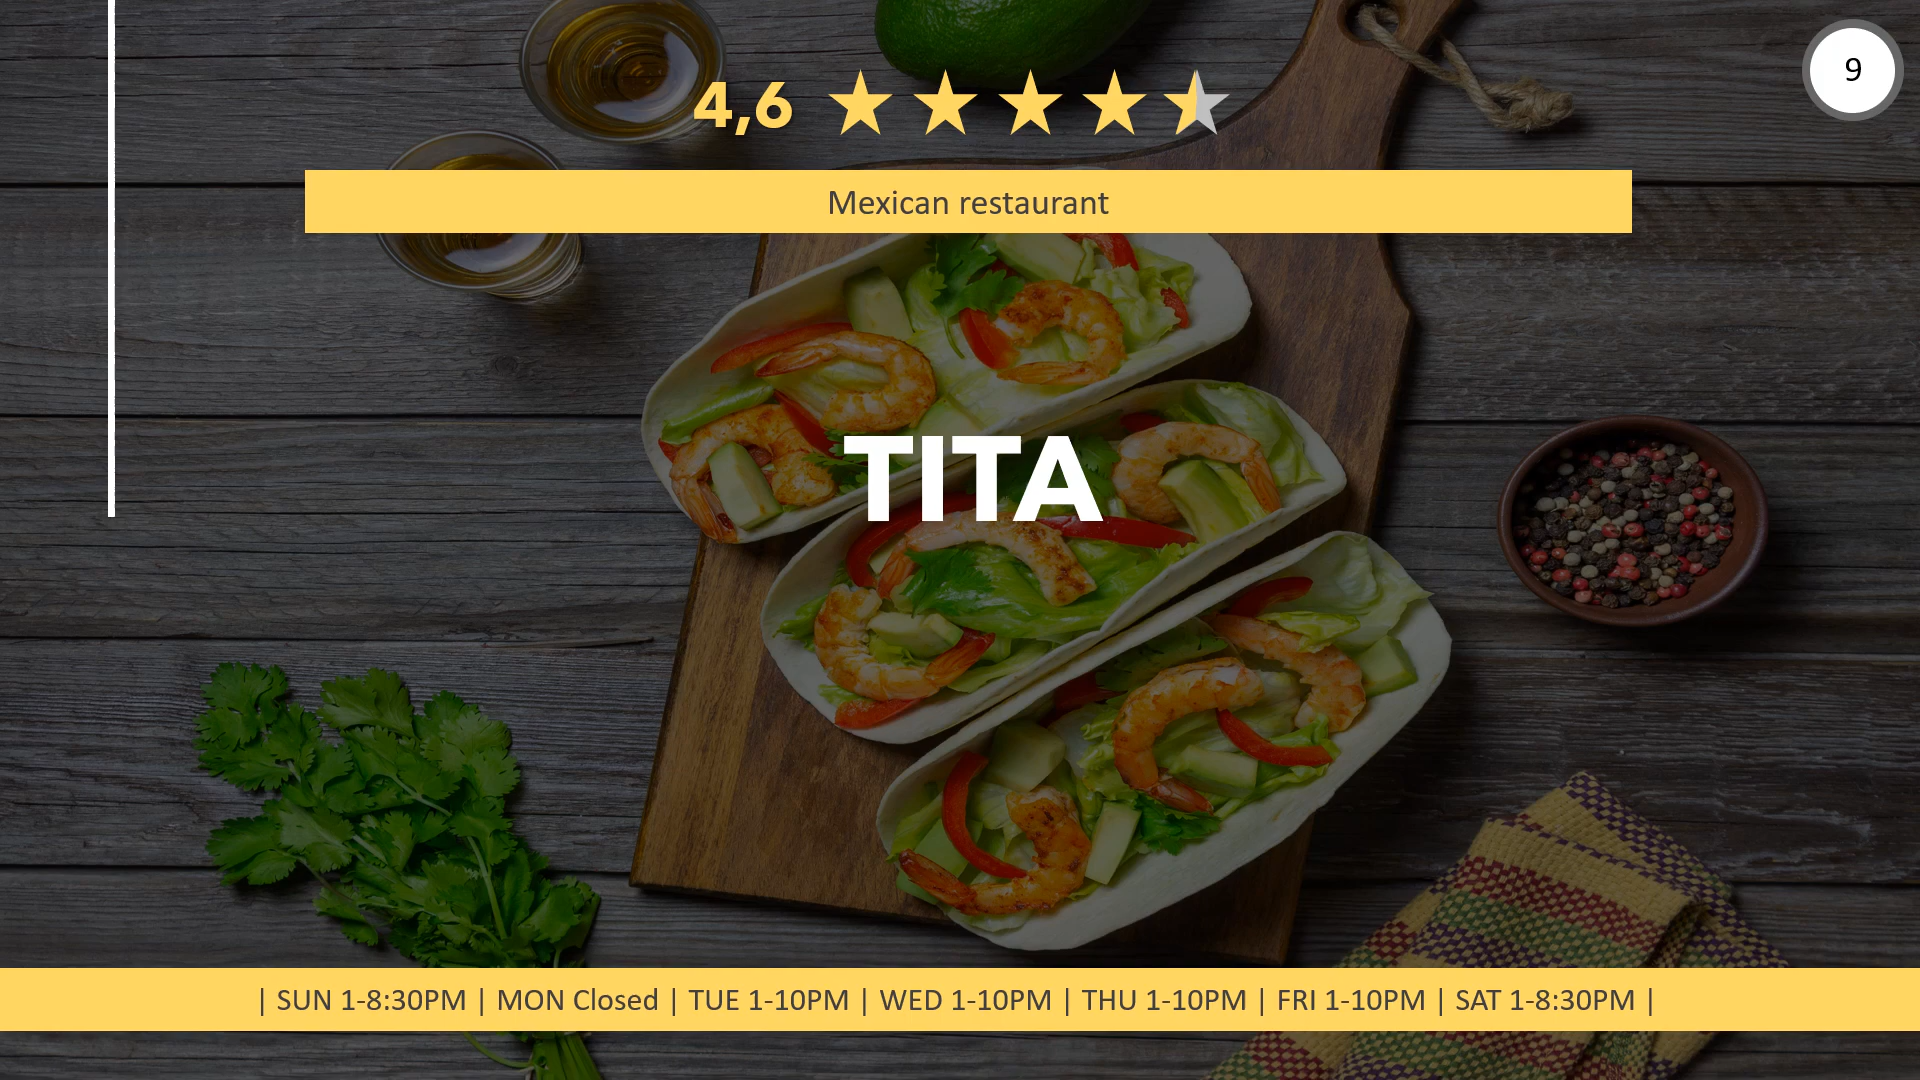 9
4,6
Mexican restaurant
TITA
| SUN 1-8:30PM | MON Closed | TUE 1-10PM | WED 1-10PM | THU 1-10PM | FRI 1-10PM | SAT 1-8:30PM |